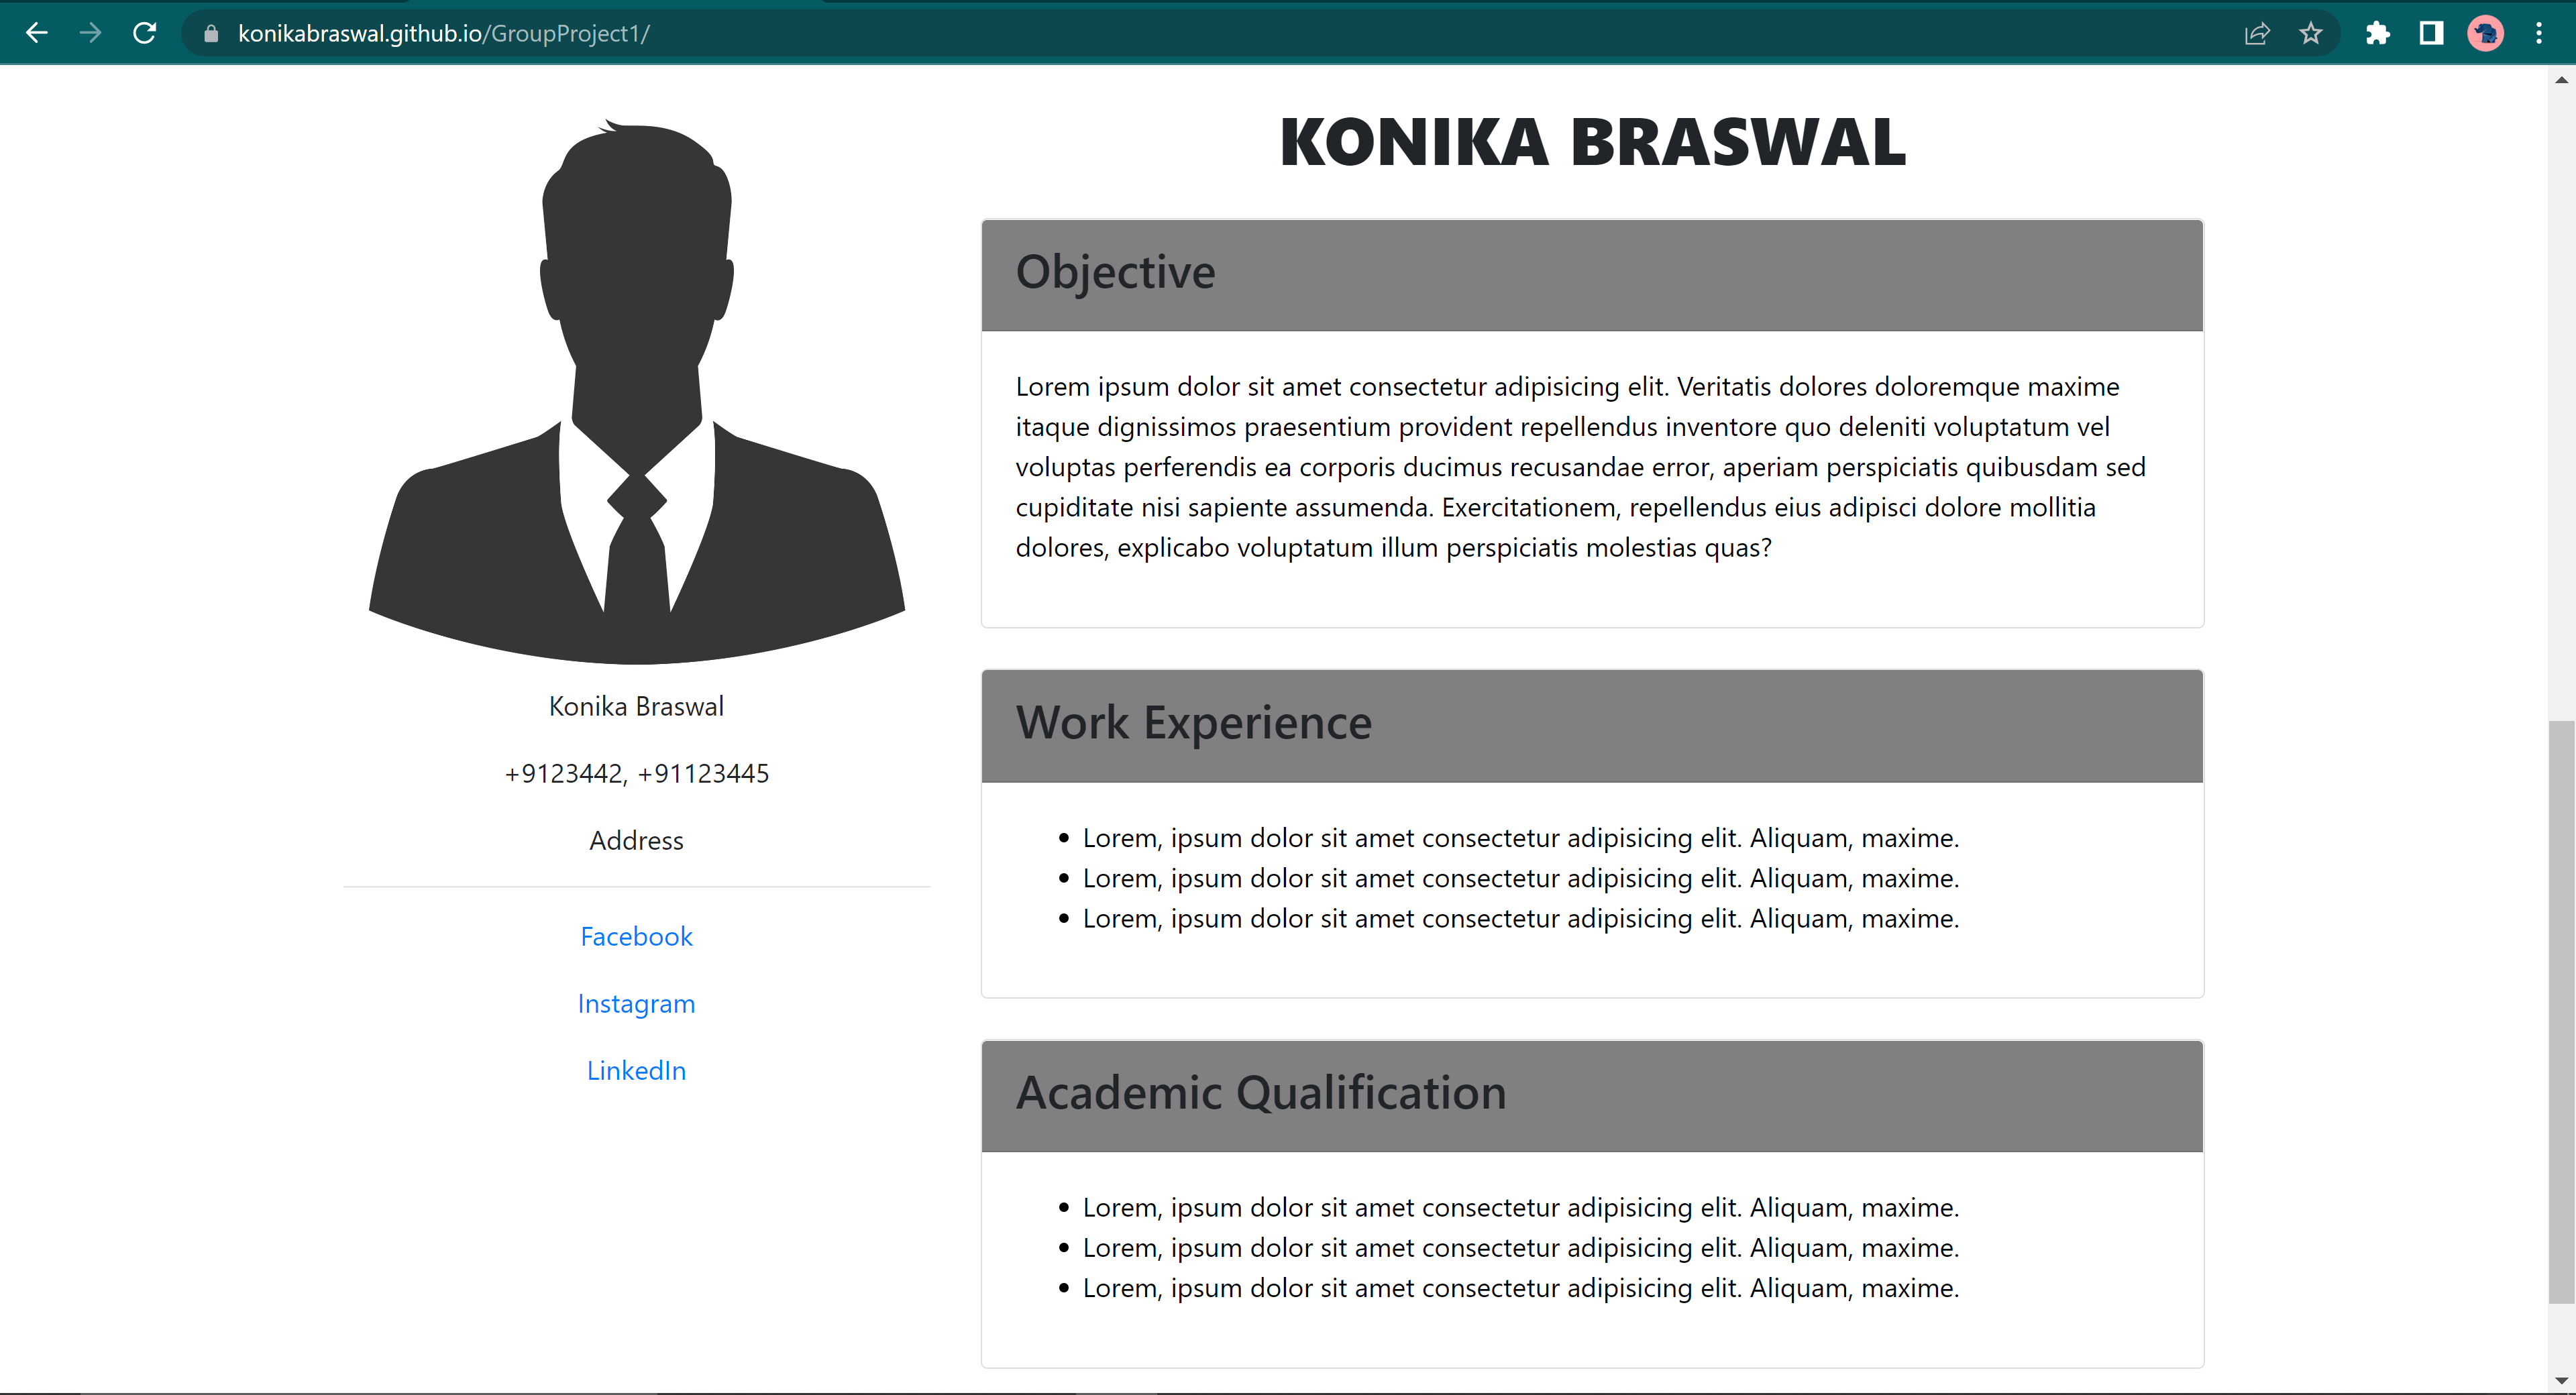 konikabraswal.github.io/GroupProject1/
KONIKA BRASWAL
Konika Braswal
+9123442, +91123445
Address
Facebook
Instagram
LinkedIn
Objective
Lorem ipsum dolor sit amet consectetur adipisicing elit. Veritatis dolores doloremque maxime
itaque dignissimos praesentium provident repellendus inventore quo deleniti voluptatum vel
voluptas perferendis ea corporis ducimus recusandae error, aperiam perspiciatis quibusdam sed
cupiditate nisi sapiente assumenda. Exercitationem, repellendus eius adipisci dolore mollitia
dolores, explicabo voluptatum illum perspiciatis molestias quas?
Work Experience
Lorem, ipsum dolor sit amet consectetur adipisicing elit. Aliquam, maxime.
Lorem, ipsum dolor sit amet consectetur adipisicing elit. Aliquam, maxime.
Lorem, ipsum dolor sit amet consectetur adipisicing elit. Aliquam, maxime.
Academic Qualification
Lorem, ipsum dolor sit amet consectetur adipisicing elit. Aliquam, maxime.
Lorem, ipsum dolor sit amet consectetur adipisicing elit. Aliquam, maxime.
Lorem, ipsum dolor sit amet consectetur adipisicing elit. Aliquam, maxime.